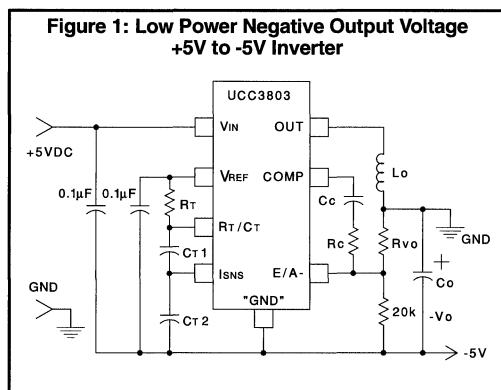 Figure 1: Low Power Negative Output Voltage
+5V to -5V Inverter
UCC3803
VIN
OUT
+5VDC
VREF
COMP
Cc
Lo
0.1µF
0.1µF
RT
GND
RT/CT
Rc
Rvo
+
CT1
ISNS
E/A-
Co
GND
CT2
"GND"
20k
-Vo
-5V